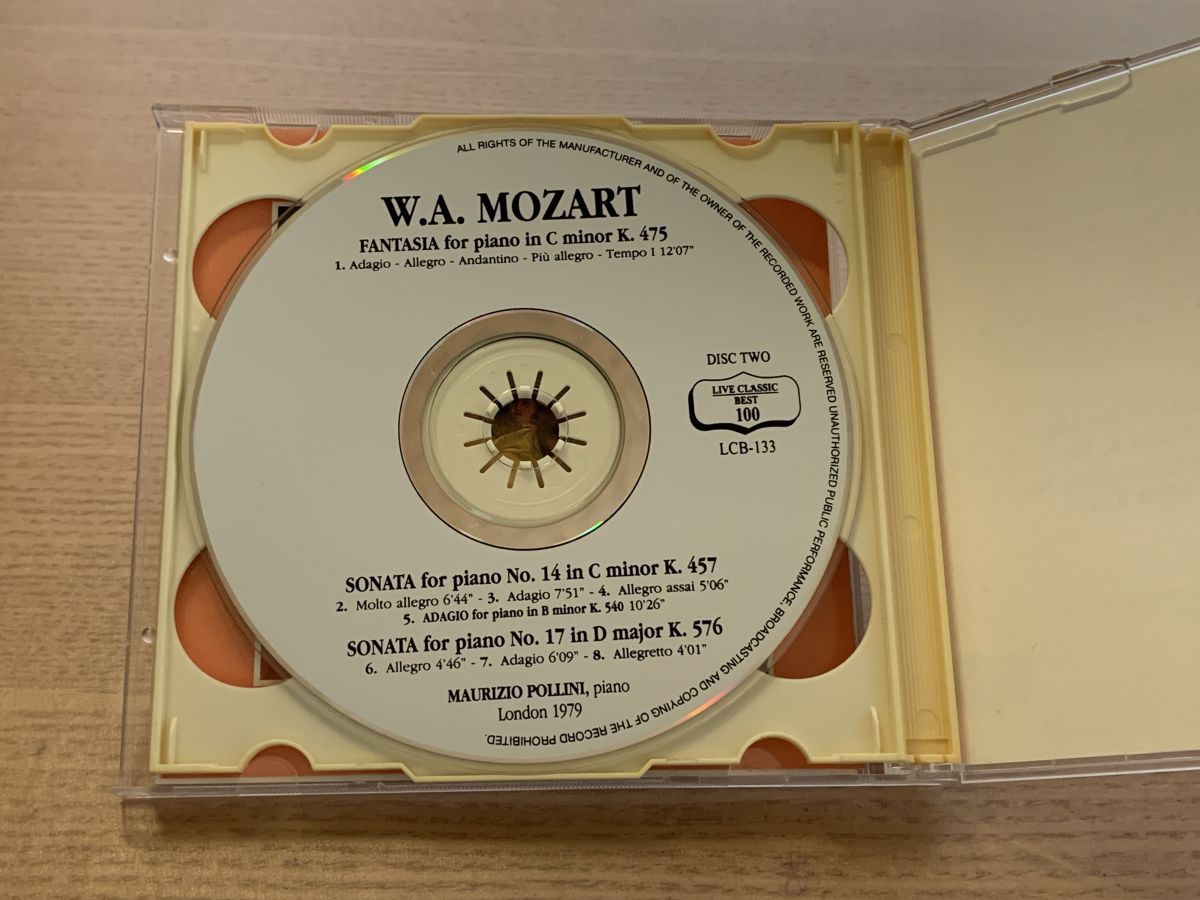 ALL RIGHTS OF THE MANUFACTURER AND OF THE OWNER OF THE RECORDED WORK ARE RESERVED UNAUTHORIZED PUBLIC PERFORMANCE, BROADCASTING AND COPYING OF THE RECORD PROHIBITED.
W.A. MOZART
FANTASIA for piano in C minor K. 475
1. Adagio - Allegro - Andantino - Più allegro - Tempo I 12'07"
DISC TWO
LIVE CLASSIC
BEST
100
LCB-133
SONATA for piano No. 14 in C minor K. 457
2. Molto allegro 6'44" - 3. Adagio 7'51" - 4. Allegro assai 5'06"
5. ADAGIO for piano in B minor K. 540 10'26"
SONATA for piano No. 17 in D major K. 576
6. Allegro 4'46" - 7. Adagio 6'09" - 8. Allegretto 4'01"
MAURIZIO POLLINI, piano
London 1979